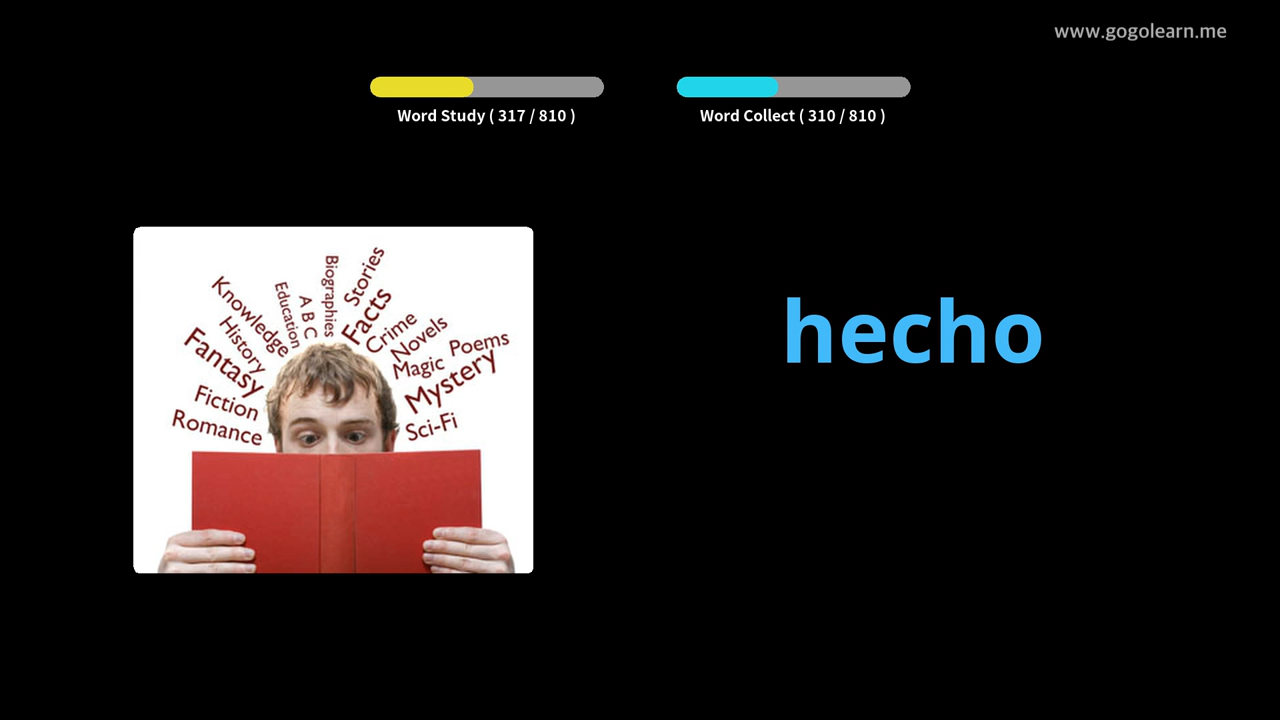 www.gogolearn.me
Word Study ( 317 / 810 )
Word Collect ( 310 / 810 )
hecho
Knowledge
Education
A B C
Biographies
Stories
Facts
History
Crime
Novels
Fantasy
Magic
Poems
Mystery
Fiction
Romance
Sci-Fi